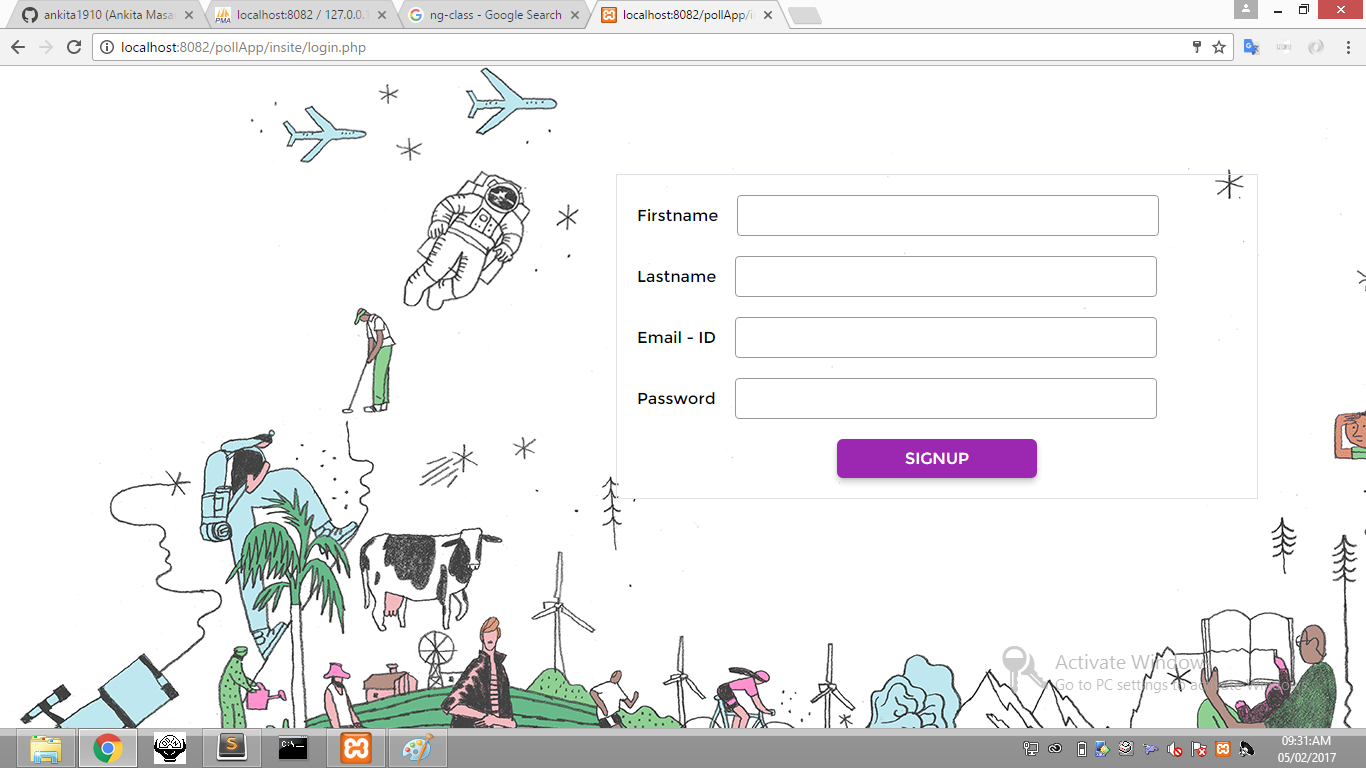 ankita1910 (Ankita Masa
localhost:8082 / 127.0.0.1
ng-class - Google Search
localhost:8082/pollApp/i
localhost:8082/pollApp/insite/login.php
Firstname
Lastname
Email - ID
Password
SIGNUP
Activate Window
Go to PC settings to activate Win
09:31:AM
05/02/2017